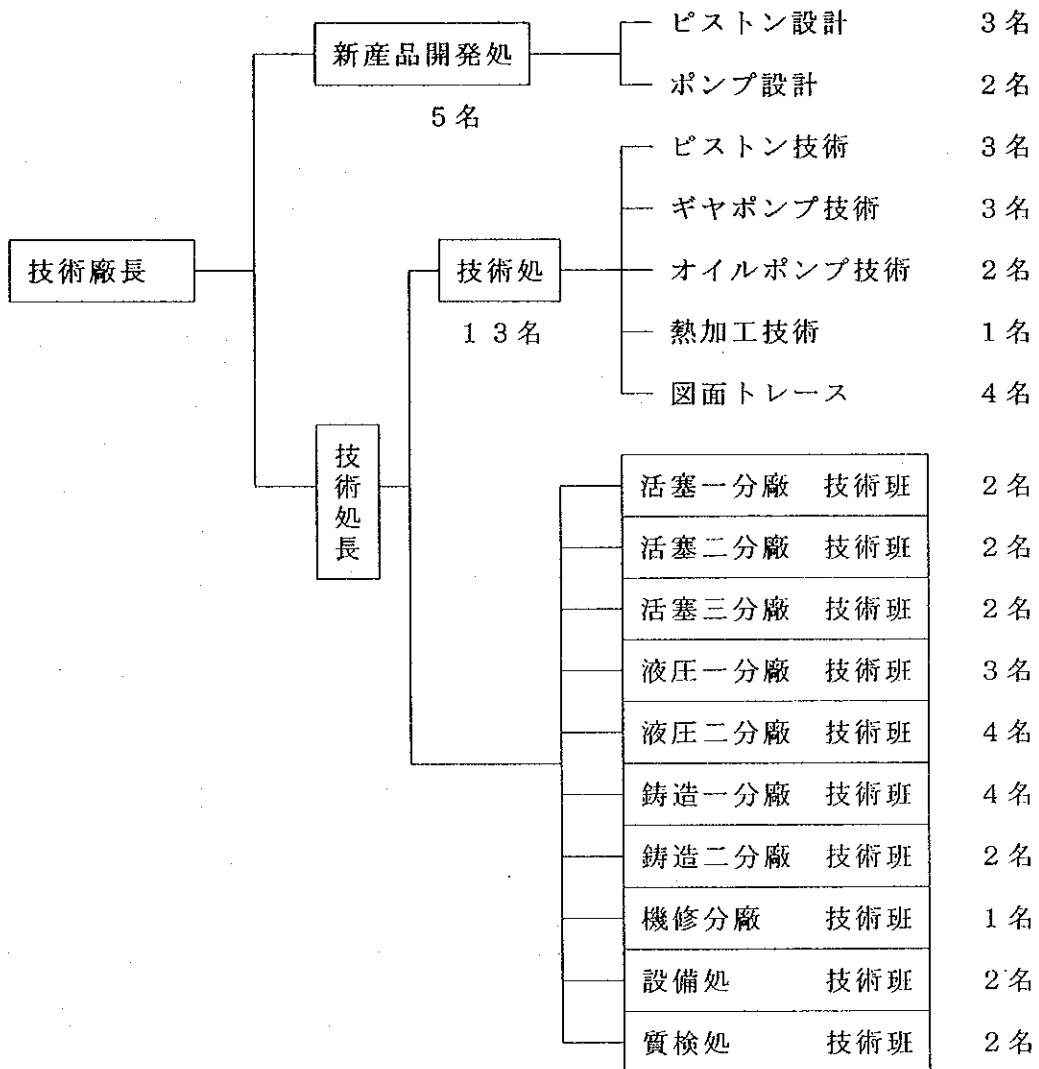 ピストン設計 3名
新産品開発処
ポンプ設計 2名
5名
ピストン技術 3名
ギヤポンプ技術 3名
技術廠長
技術処
オイルポンプ技術 2名
13名
熱加工技術 1名
図面トレース 4名
技術処長
活塞一分廠 技術班 2名
活塞二分廠 技術班 2名
活塞三分廠 技術班 2名
液圧一分廠 技術班 3名
液圧二分廠 技術班 4名
鋳造一分廠 技術班 4名
鋳造二分廠 技術班 2名
機修分廠 技術班 1名
設備処 技術班 2名
質検処 技術班 2名